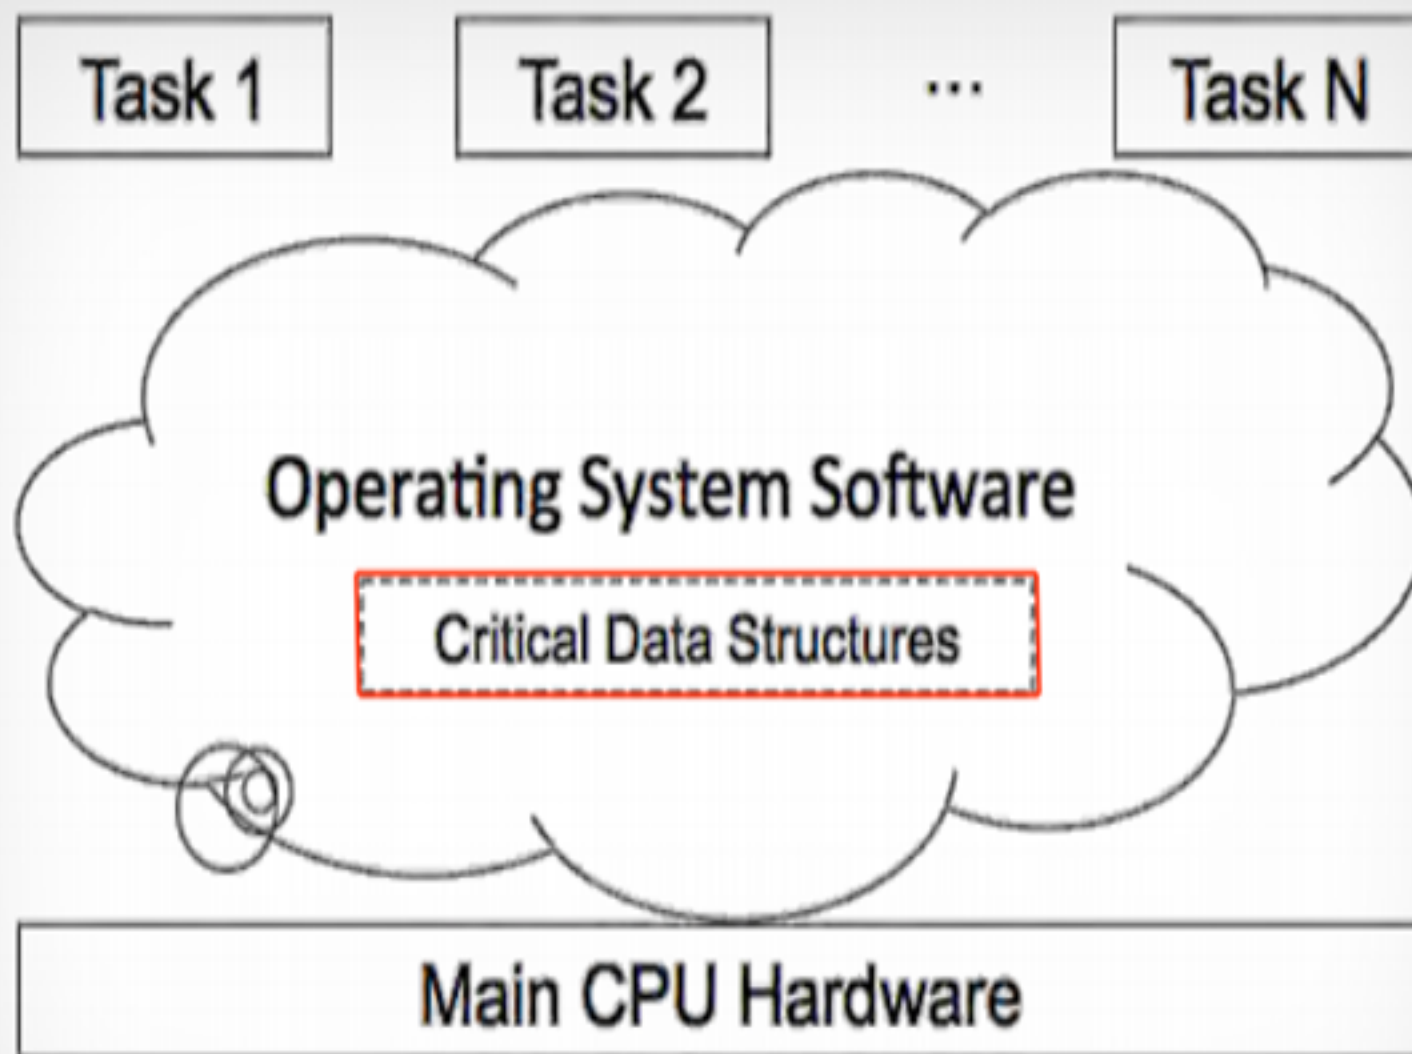 Task 1 Task 2 ... Task N
Operating System Software
Critical Data Structures
Main CPU Hardware